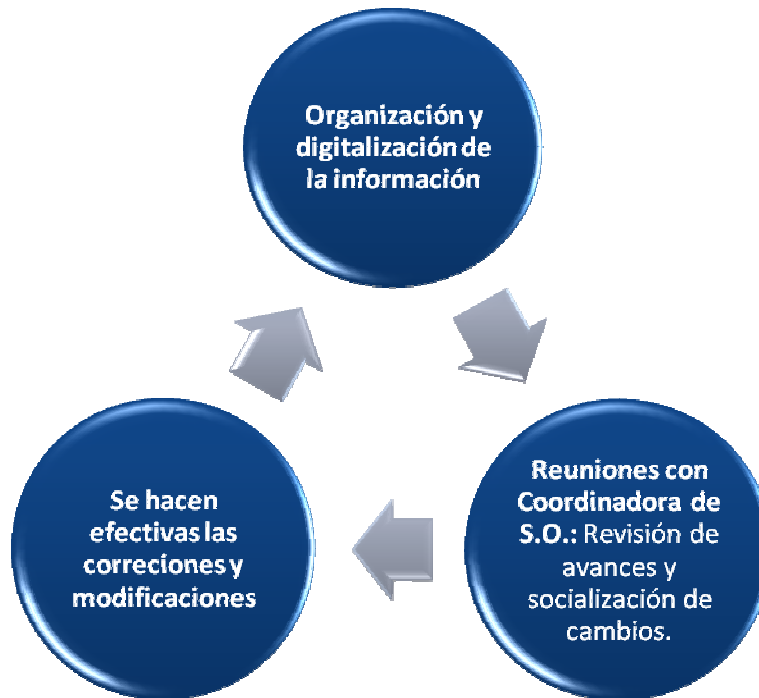 Organización y
digitalización de
la información
Reuniones con
Coordinadora de
S.O.: Revisión de
avances y
socialización de
cambios.
Se hacen
efectivas las
correciones y
modificaciones